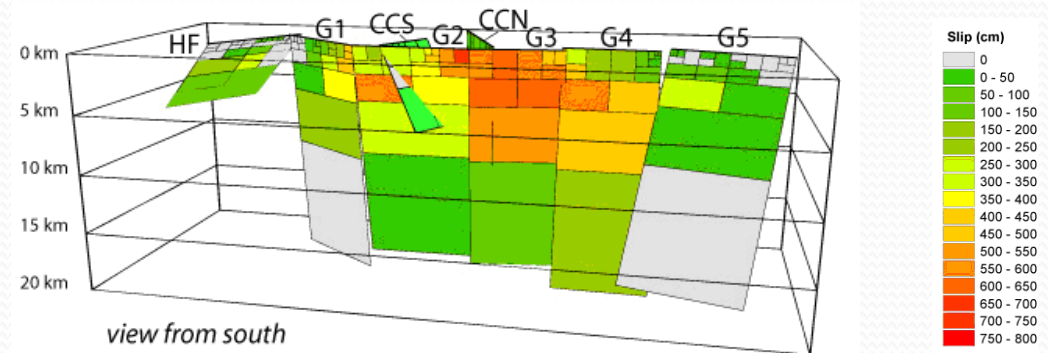 HF G1 CCS G2 CCN G3 G4 G5
0 km
5 km
10 km
15 km
20 km
view from south
Slip (cm)
0
0 - 50
50 - 100
100 - 150
150 - 200
200 - 250
250 - 300
300 - 350
350 - 400
400 - 450
450 - 500
500 - 550
550 - 600
600 - 650
650 - 700
700 - 750
750 - 800